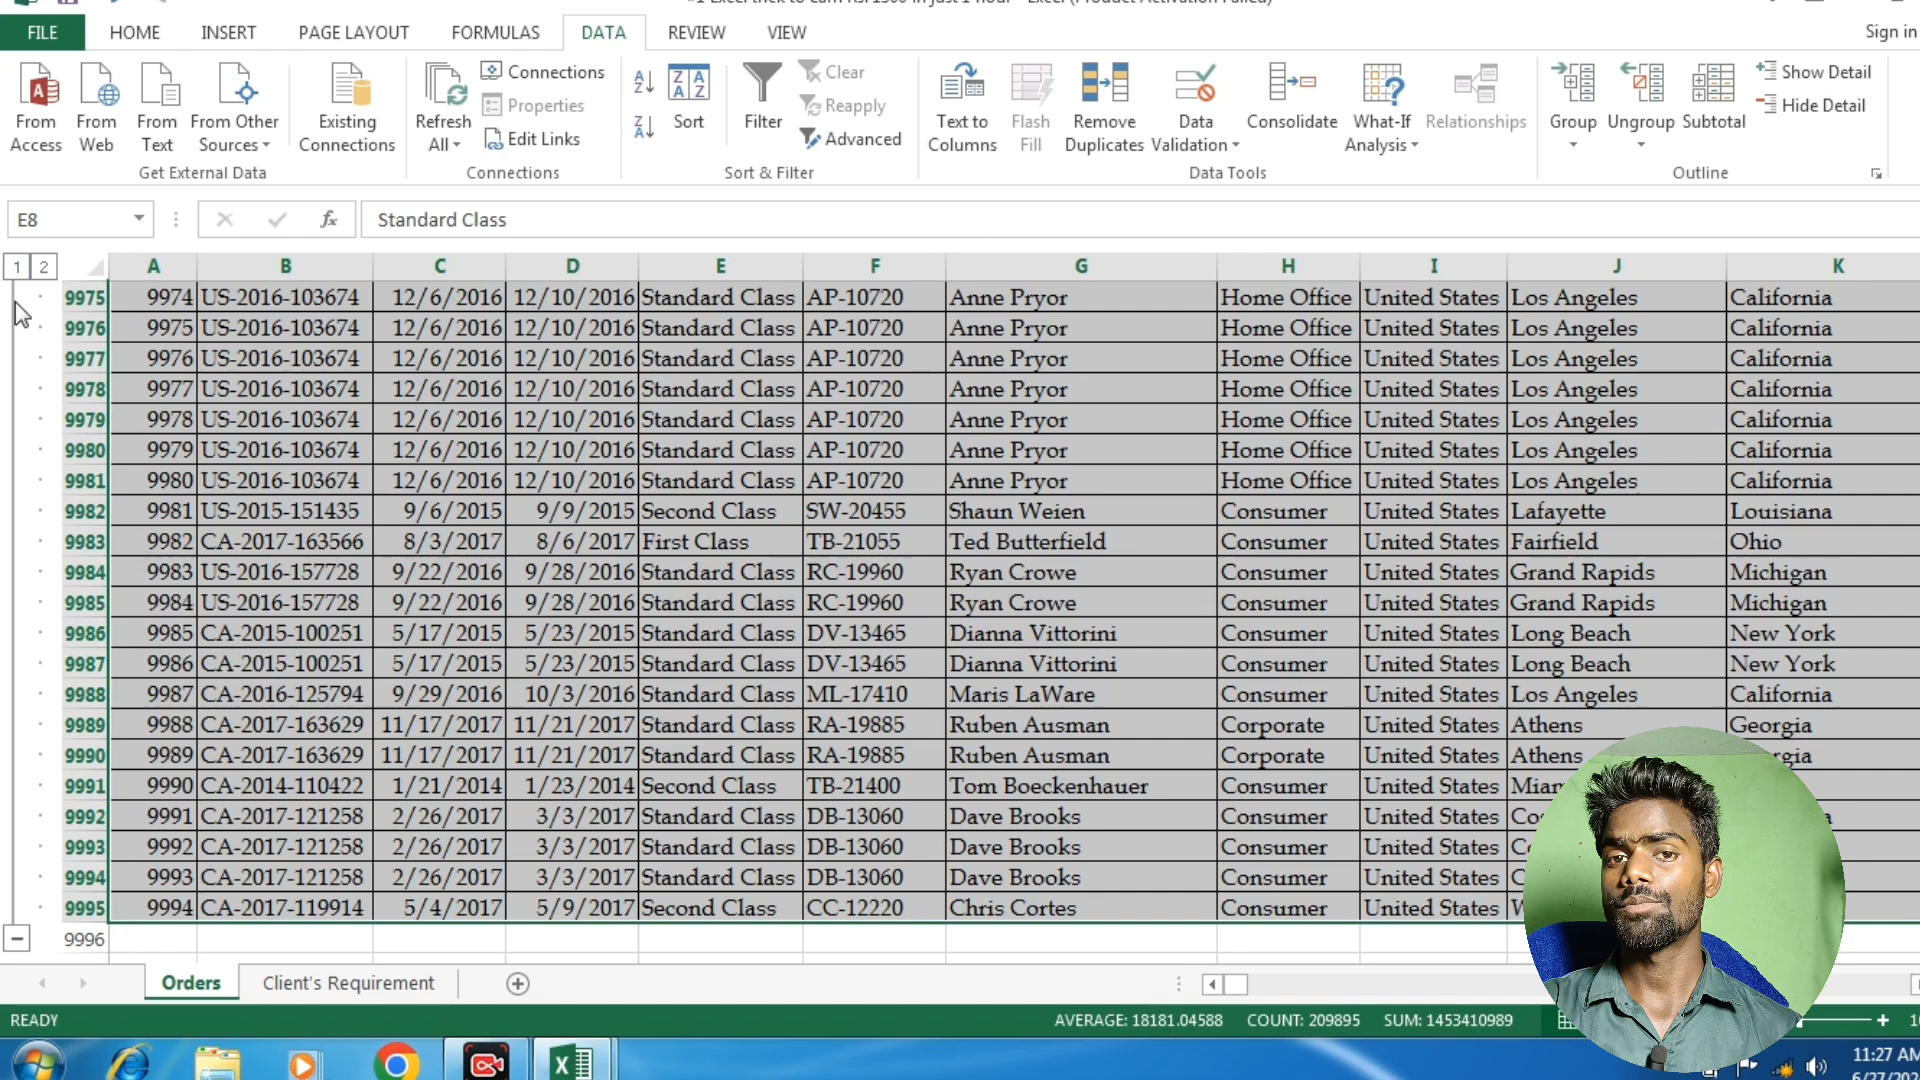 FILE HOME INSERT PAGE LAYOUT FORMULAS DATA REVIEW VIEW Sign in
From Access From Web From Text From Other Sources Existing Connections Refresh All Connections Properties Edit Links Sort Filter Clear Reapply Advanced Text to Columns Flash Fill Remove Duplicates Data Validation Consolidate What-If Analysis Relationships Group Ungroup Subtotal Show Detail Hide Detail
Get External Data Connections Sort & Filter Data Tools Outline
E8 fx Standard Class
1 2 A B C D E F G H I J K
9975 9974 US-2016-103674 12/6/2016 12/10/2016 Standard Class AP-10720 Anne Pryor Home Office United States Los Angeles California
9976 9975 US-2016-103674 12/6/2016 12/10/2016 Standard Class AP-10720 Anne Pryor Home Office United States Los Angeles California
9977 9976 US-2016-103674 12/6/2016 12/10/2016 Standard Class AP-10720 Anne Pryor Home Office United States Los Angeles California
9978 9977 US-2016-103674 12/6/2016 12/10/2016 Standard Class AP-10720 Anne Pryor Home Office United States Los Angeles California
9979 9978 US-2016-103674 12/6/2016 12/10/2016 Standard Class AP-10720 Anne Pryor Home Office United States Los Angeles California
9980 9979 US-2016-103674 12/6/2016 12/10/2016 Standard Class AP-10720 Anne Pryor Home Office United States Los Angeles California
9981 9980 US-2016-103674 12/6/2016 12/10/2016 Standard Class AP-10720 Anne Pryor Home Office United States Los Angeles California
9982 9981 US-2015-151435 9/6/2015 9/9/2015 Second Class SW-20455 Shaun Weien Consumer United States Lafayette Louisiana
9983 9982 CA-2017-163566 8/3/2017 8/6/2017 First Class TB-21055 Ted Butterfield Consumer United States Fairfield Ohio
9984 9983 US-2016-157728 9/22/2016 9/28/2016 Standard Class RC-19960 Ryan Crowe Consumer United States Grand Rapids Michigan
9985 9984 US-2016-157728 9/22/2016 9/28/2016 Standard Class RC-19960 Ryan Crowe Consumer United States Grand Rapids Michigan
9986 9985 CA-2015-100251 5/17/2015 5/23/2015 Standard Class DV-13465 Dianna Vittorini Consumer United States Long Beach New York
9987 9986 CA-2015-100251 5/17/2015 5/23/2015 Standard Class DV-13465 Dianna Vittorini Consumer United States Long Beach New York
9988 9987 CA-2016-125794 9/29/2016 10/3/2016 Standard Class ML-17410 Maris LaWare Consumer United States Los Angeles California
9989 9988 CA-2017-163629 11/17/2017 11/21/2017 Standard Class RA-19885 Ruben Ausman Corporate United States Athens Georgia
9990 9989 CA-2017-163629 11/17/2017 11/21/2017 Standard Class RA-19885 Ruben Ausman Corporate United States Athens
9991 9990 CA-2014-110422 1/21/2014 1/23/2014 Second Class TB-21400 Tom Boeckenhauer Consumer United States
9992 9991 CA-2017-121258 2/26/2017 3/3/2017 Standard Class DB-13060 Dave Brooks Consumer United States
9993 9992 CA-2017-121258 2/26/2017 3/3/2017 Standard Class DB-13060 Dave Brooks Consumer United States
9994 9993 CA-2017-121258 2/26/2017 3/3/2017 Standard Class DB-13060 Dave Brooks Consumer United States
9995 9994 CA-2017-119914 5/4/2017 5/9/2017 Second Class CC-12220 Chris Cortes Consumer United States
9996
Orders Client's Requirement
READY AVERAGE: 18181.04588 COUNT: 209895 SUM: 1453410989
11:27 AM